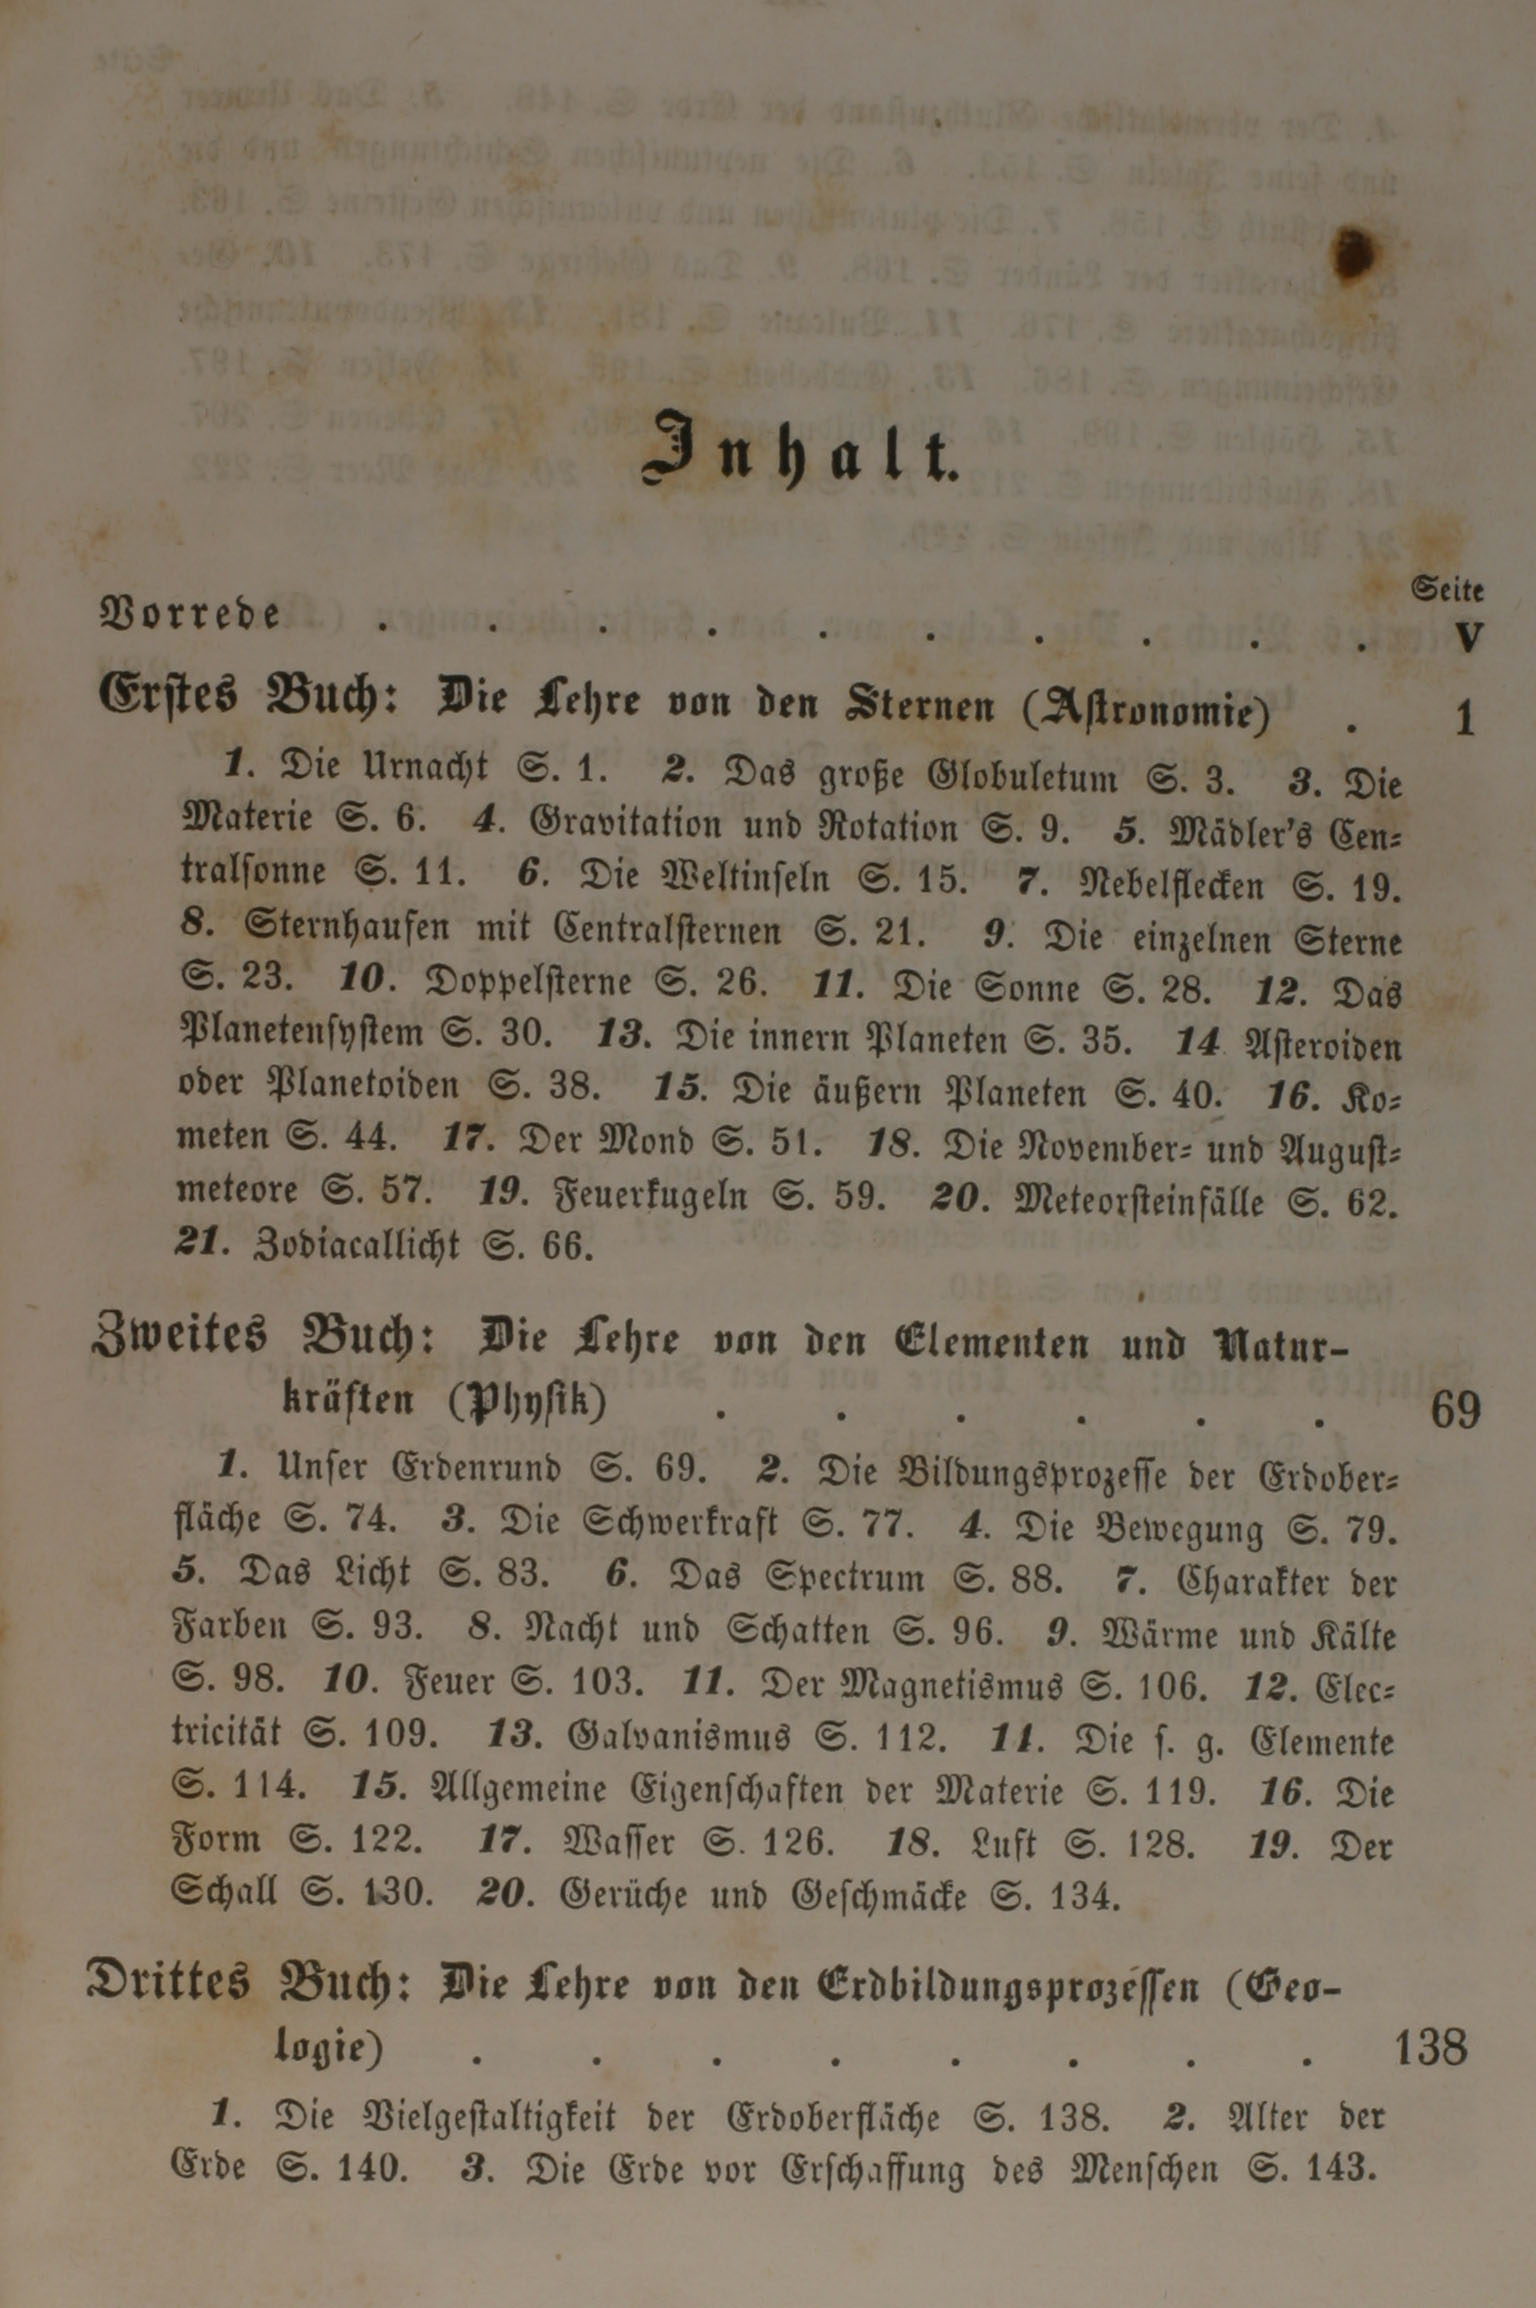 Inhalt.
Seite
Vorrede . . . . . . . . . . V
Erstes Buch: Die Lehre von den Sternen (Astronomie) . 1
1. Die Urnacht S. 1. 2. Das große Globuletum S. 3. 3. Die
Materie S. 6. 4. Gravitation und Rotation S. 9. 5. Mädler's Cen-
tralsonne S. 11. 6. Die Weltinseln S. 15. 7. Nebelflecken S. 19.
8. Sternhaufen mit Centralsternen S. 21. 9. Die einzelnen Sterne
S. 23. 10. Doppelsterne S. 26. 11. Die Sonne S. 28. 12. Das
Planetensystem S. 30. 13. Die innern Planeten S. 35. 14 Asteroiden
oder Planetoiden S. 38. 15. Die äußern Planeten S. 40. 16. Ko-
meten S. 44. 17. Der Mond S. 51. 18. Die November- und August-
meteore S. 57. 19. Feuerkugeln S. 59. 20. Meteorsteinfälle S. 62.
21. Zodiacallicht S. 66.
Zweites Buch: Die Lehre von den Elementen und Natur-
kräften (Physik) . . . . . . 69
1. Unser Erdenrund S. 69. 2. Die Bildungsprozesse der Erdober-
fläche S. 74. 3. Die Schwerkraft S. 77. 4. Die Bewegung S. 79.
5. Das Licht S. 83. 6. Das Spectrum S. 88. 7. Charakter der
Farben S. 93. 8. Nacht und Schatten S. 96. 9. Wärme und Kälte
S. 98. 10. Feuer S. 103. 11. Der Magnetismus S. 106. 12. Elec-
tricität S. 109. 13. Galvanismus S. 112. 14. Die s. g. Elemente
S. 114. 15. Allgemeine Eigenschaften der Materie S. 119. 16. Die
Form S. 122. 17. Wasser S. 126. 18. Luft S. 128. 19. Der
Schall S. 130. 20. Gerüche und Geschmäcke S. 134.
Drittes Buch: Die Lehre von den Erdbildungsprozessen (Geo-
logie) . . . . . . . . 138
1. Die Vielgestaltigkeit der Erdoberfläche S. 138. 2. Alter der
Erde S. 140. 3. Die Erde vor Erschaffung des Menschen S. 143.